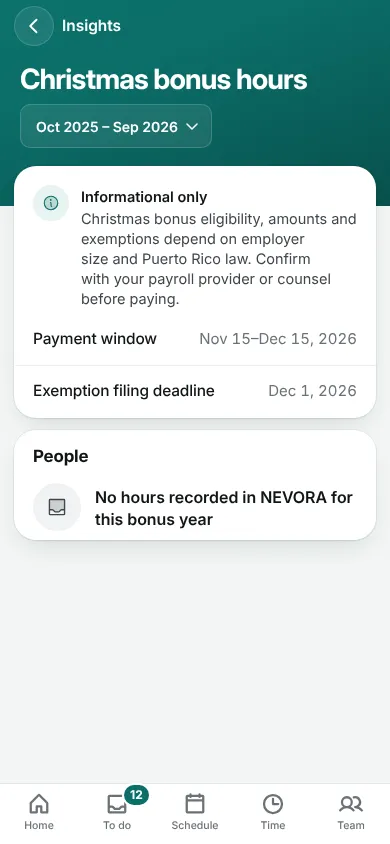 Insights
Christmas bonus hours
Oct 2025 – Sep 2026
Informational only
Christmas bonus eligibility, amounts and
exemptions depend on employer
size and Puerto Rico law. Confirm
with your payroll provider or counsel
before paying.
Payment window Nov 15–Dec 15, 2026
Exemption filing deadline Dec 1, 2026
People
No hours recorded in NEVORA for
this bonus year
12
Home To do Schedule Time Team